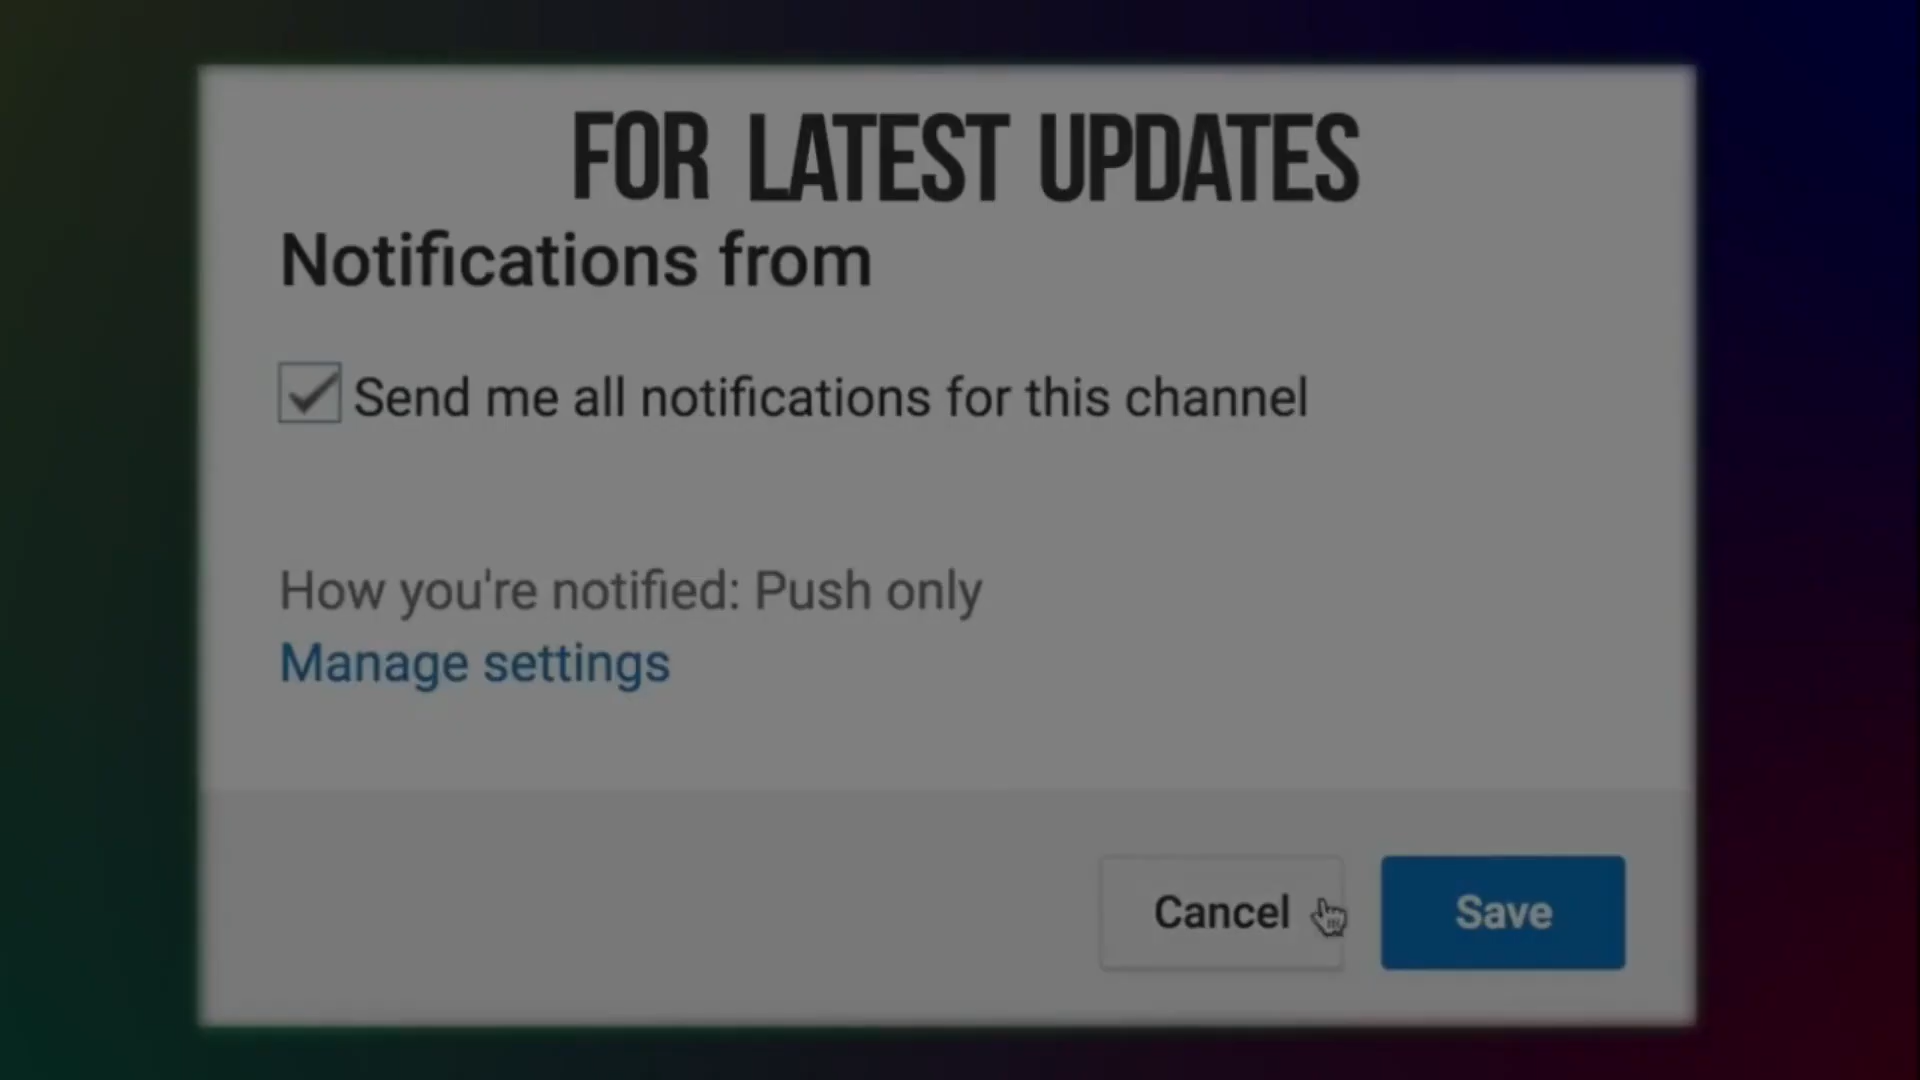 FOR LATEST UPDATES
Notifications from
Send me all notifications for this channel
How you're notified: Push only
Manage settings
Cancel
Save